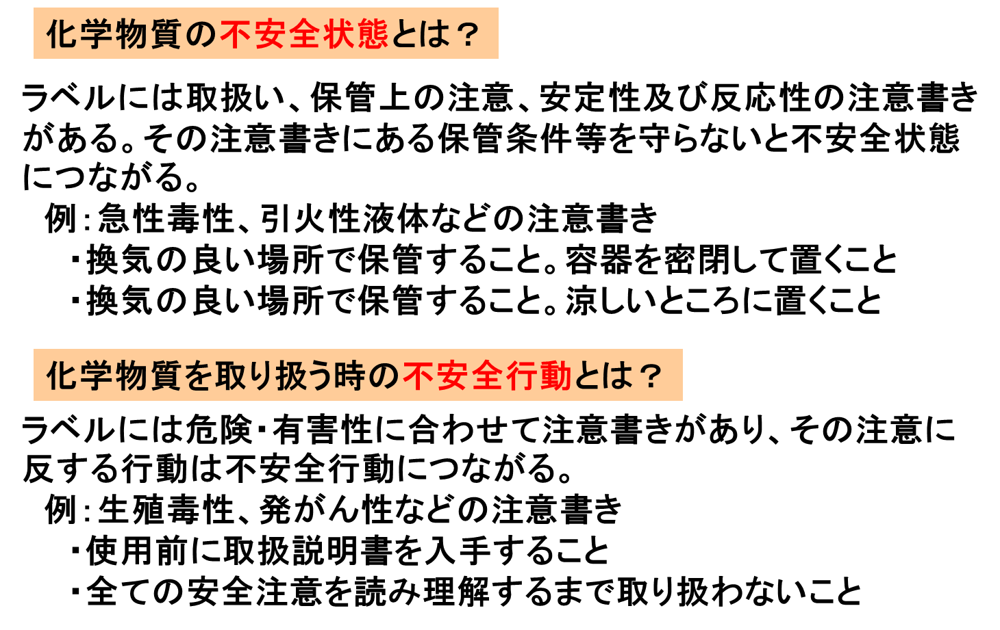 化学物質の不安全状態とは？
ラベルには取扱い、保管上の注意、安定性及び反応性の注意書き
がある。その注意書きにある保管条件等を守らないと不安全状態
につながる。
例：急性毒性、引火性液体などの注意書き
・換気の良い場所で保管すること。容器を密閉して置くこと
・換気の良い場所で保管すること。涼しいところに置くこと
化学物質を取り扱う時の不安全行動とは？
ラベルには危険・有害性に合わせて注意書きがあり、その注意に
反する行動は不安全行動につながる。
例：生殖毒性、発がん性などの注意書き
・使用前に取扱説明書を入手すること
・全ての安全注意を読み理解するまで取り扱わないこと